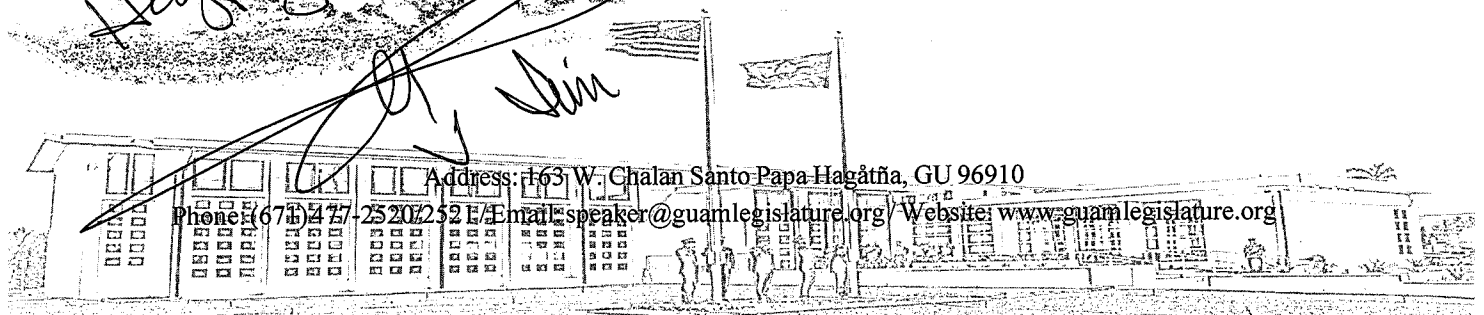 Address: 163 W. Chalan Santo Papa Hagåtña, GU 96910
Phone: (671) 477-2520/2521/ Email: speaker@guamlegislature.org/ Website: www.guamlegislature.org